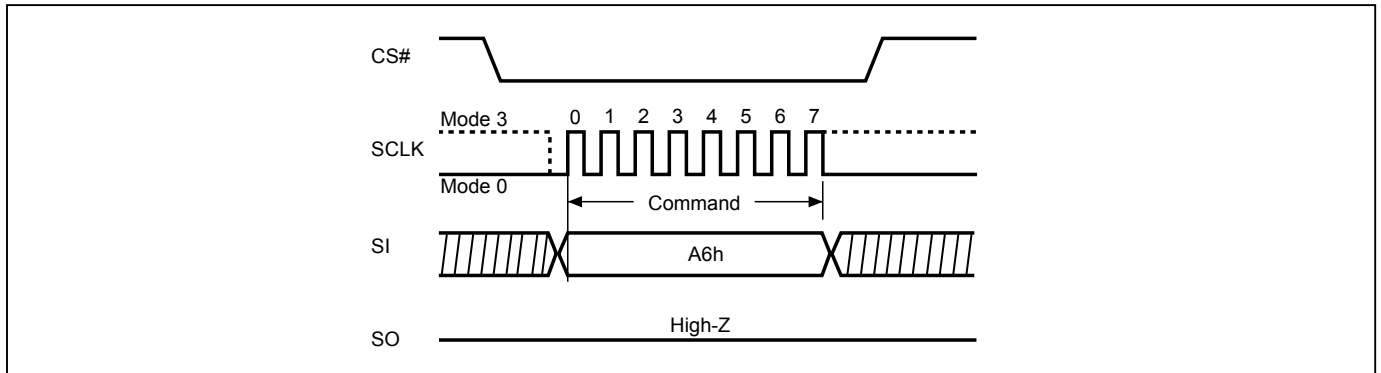 CS#
Mode 3
0 1 2 3 4 5 6 7
SCLK
Mode 0
Command
SI
A6h
High-Z
SO